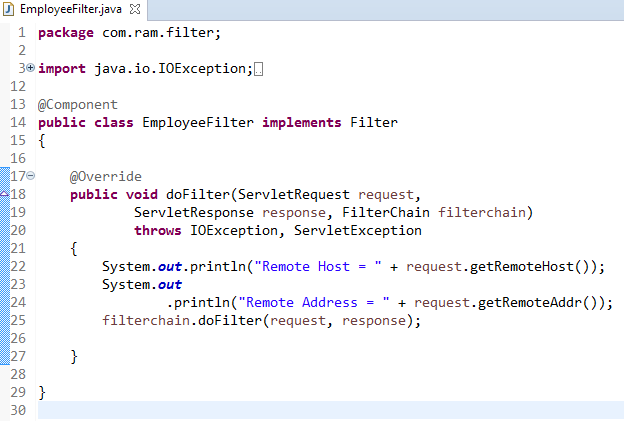 EmployeeFilter.java
1 package com.ram.filter;
2
3 import java.io.IOException;
12
13 @Component
14 public class EmployeeFilter implements Filter
15 {
16
17     @Override
18     public void doFilter(ServletRequest request,
19             ServletResponse response, FilterChain filterchain)
20             throws IOException, ServletException
21     {
22         System.out.println("Remote Host = " + request.getRemoteHost());
23         System.out
24                 .println("Remote Address = " + request.getRemoteAddr());
25         filterchain.doFilter(request, response);
26
27     }
28
29 }
30